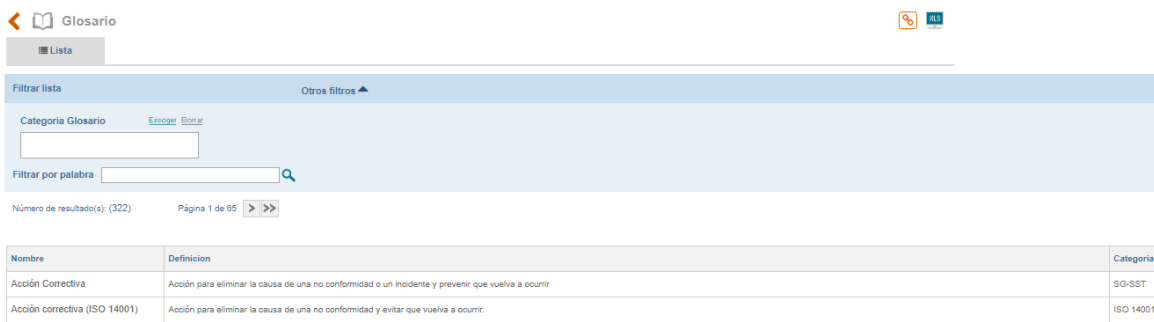 Glosario
XLS
Lista
Filtrar lista Otros filtros
Categoria Glosario Escoger Borrar
Filtrar por palabra
Número de resultado(s): (322) Página 1 de 65 > >>
Nombre Definicion Categoria
Acción Correctiva Acción para eliminar la causa de una no conformidad o un incidente y prevenir que vuelva a ocurrir SG-SST
Acción correctiva (ISO 14001) Acción para eliminar la causa de una no conformidad y evitar que vuelva a ocurrir. ISO 14001